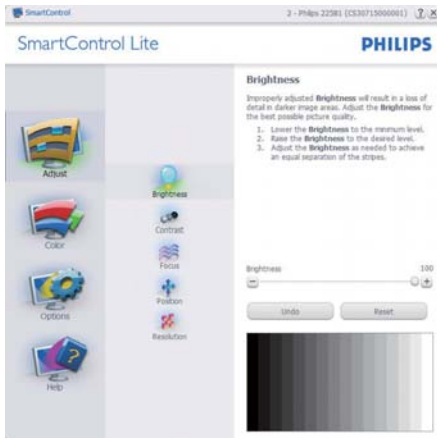 SmartControl
2 - Philips 225B1 (CS30715000001)
SmartControl Lite
PHILIPS
Adjust
Color
Options
Help
Brightness
Contrast
Focus
Position
Resolution
Brightness
Improperly adjusted Brightness will result in a loss of
detail in darker image areas. Adjust the Brightness for
the best possible picture quality.
1. Lower the Brightness to the minimum level.
2. Raise the Brightness to the desired level.
3. Adjust the Brightness as needed to achieve
an equal separation of the stripes.
Brightness 100
Undo Reset